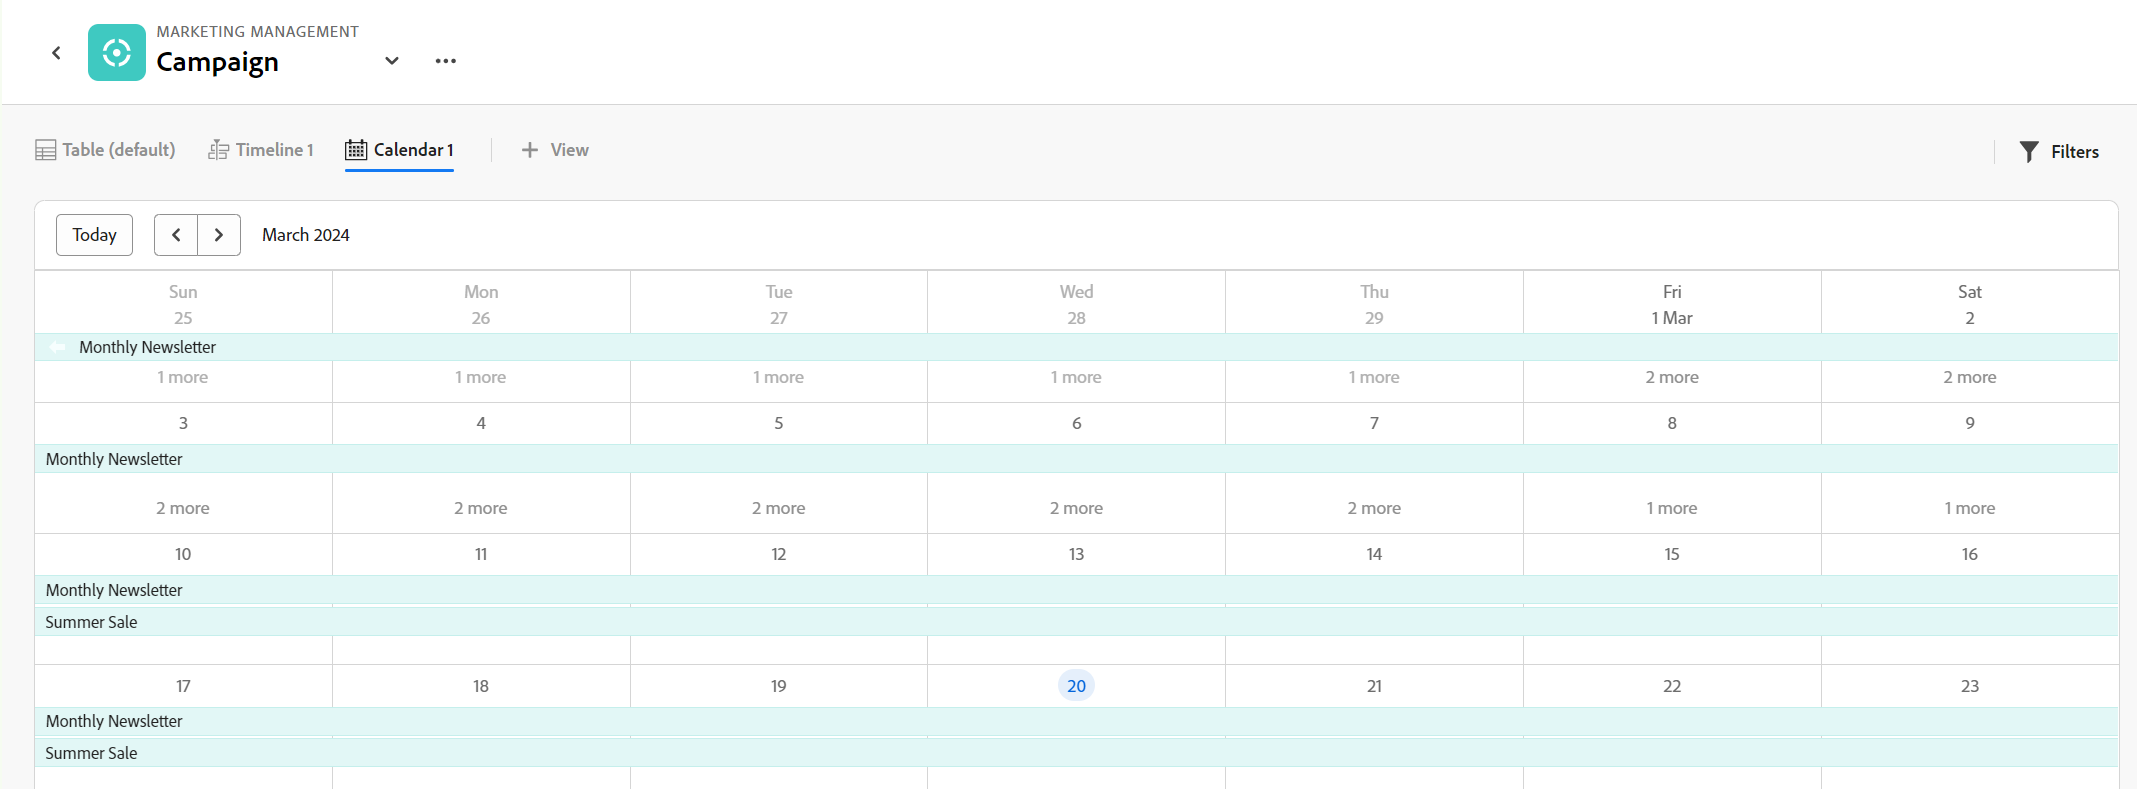 MARKETING MANAGEMENT
Campaign
Table (default) Timeline 1 Calendar 1 View Filters
Today March 2024
Sun Mon Tue Wed Thu Fri Sat
25 26 27 28 29 1 Mar 2
Monthly Newsletter
1 more 1 more 1 more 1 more 1 more 2 more 2 more
3 4 5 6 7 8 9
Monthly Newsletter
2 more 2 more 2 more 2 more 2 more 1 more 1 more
10 11 12 13 14 15 16
Monthly Newsletter
Summer Sale
17 18 19 20 21 22 23
Monthly Newsletter
Summer Sale